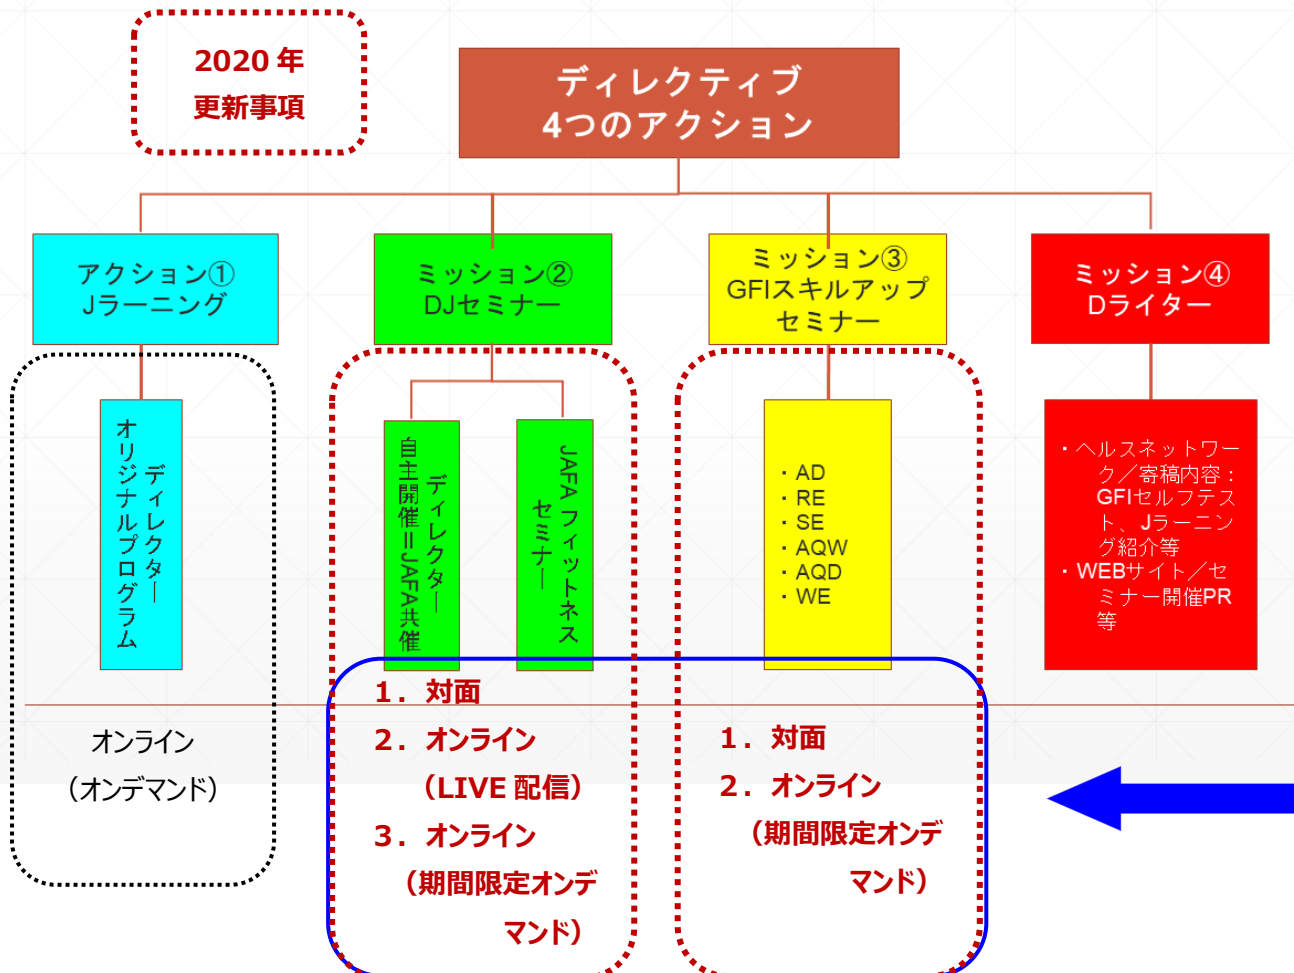 2020 年
更新事項
ディレクティブ
4つのアクション
アクション①
Jラーニング
ミッション②
DJセミナー
ミッション③
GFIスキルアップ
セミナー
ミッション④
Dライター
ディレクター
オリジナルプログラム
ディレクター
自主開催=JAFA共催
JAFAフィットネス
セミナー
・AD
・RE
・SE
・AQW
・AQD
・WE
・ヘルスネットワー
ク／寄稿内容：
GFIセルフテス
ト、Jラーニン
グ紹介等
・WEBサイト／セ
ミナー開催PR
等
オンライン
（オンデマンド）
1．対面
2．オンライン
（LIVE 配信）
3．オンライン
（期間限定オンデ
マンド）
1．対面
2．オンライン
（期間限定オンデ
マンド）